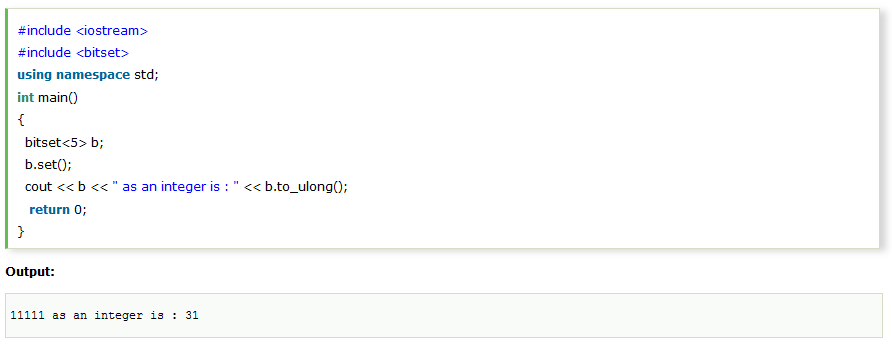 #include <iostream>
#include <bitset>
using namespace std;
int main()
{
  bitset<5> b;
  b.set();
  cout << b << " as an integer is : " << b.to_ulong();
   return 0;
}
Output:
11111 as an integer is : 31